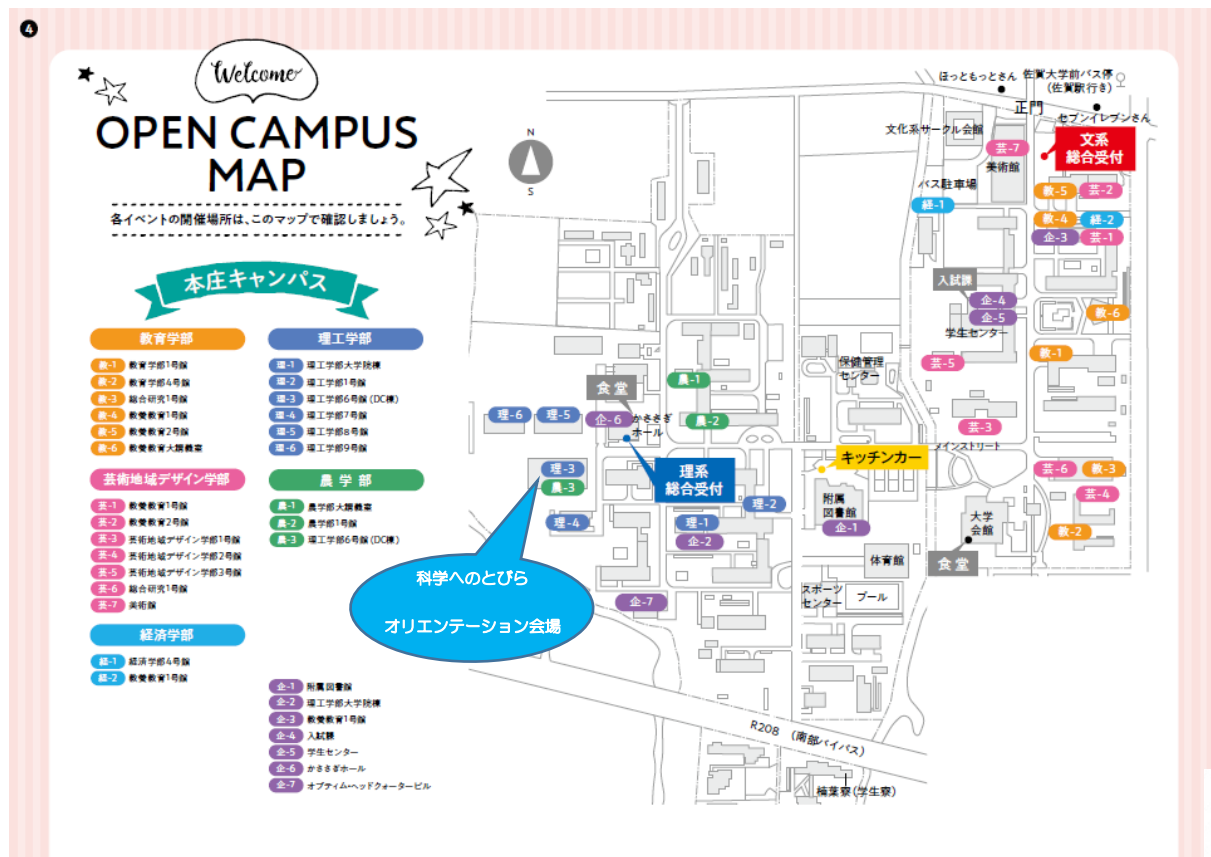 4
Welcome
OPEN CAMPUS
MAP
各イベントの開催場所は、このマップで確認しましょう。
本庄キャンパス
教育学部
教-1 教育学部1号館
教-2 教育学部4号館
教-3 総合研究1号館
教-4 教養教育1号館
教-5 教養教育2号館
教-6 教養教育大講義室
芸術地域デザイン学部
芸-1 教養教育1号館
芸-2 教養教育2号館
芸-3 芸術地域デザイン学部1号館
芸-4 芸術地域デザイン学部2号館
芸-5 芸術地域デザイン学部3号館
芸-6 総合研究1号館
芸-7 美術館
経済学部
経-1 経済学部4号館
経-2 教養教育1号館
理工学部
理-1 理工学部大学院棟
理-2 理工学部1号館
理-3 理工学部6号館(DC棟)
理-4 理工学部7号館
理-5 理工学部8号館
理-6 理工学部9号館
農学部
農-1 農学部大講義室
農-2 農学部1号館
農-3 理工学部6号館(DC棟)
企-1 附属図書館
企-2 理工学部大学院棟
企-3 教養教育1号館
企-4 入試課
企-5 学生センター
企-6 かささぎホール
企-7 オプティム・ヘッドクォータービル
N
S
ほっともっとさん
佐賀大学前バス停
(佐賀駅行き)
正門
セブンイレブンさん
文化系サークル会館
芸-7
美術館
文系
総合受付
バス駐車場
経-1
教-5
芸-2
教-4
経-2
企-3
芸-1
入試課
企-4
企-5
学生センター
教-6
教-1
芸-5
保健管理
センター
農-1
食堂
理-6
理-5
企-6
かささぎ
ホール
農-2
芸-3
メインストリート
キッチンカー
理系
総合受付
理-3
農-3
理-4
理-1
企-2
理-2
附属
図書館
企-1
芸-6
教-3
芸-4
大学
会館
教-2
食堂
体育館
スポーツ
センター
プール
企-7
科学へのとびら
オリエンテーション会場
R208 (南部バイパス)
楠葉寮(学生寮)